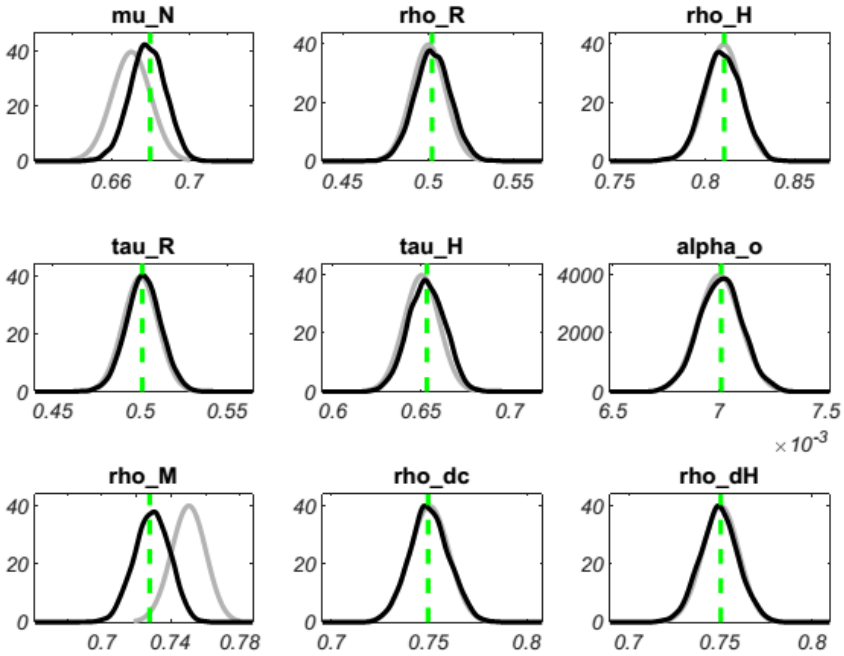 mu_N rho_R rho_H
40 40 40
20 20 20
0 0 0
0.66 0.7 0.45 0.5 0.55 0.75 0.8 0.85
tau_R tau_H alpha_o
40 40 4000
20 20 2000
0 0 0
0.45 0.5 0.55 0.6 0.65 0.7 6.5 7 7.5
×10⁻³
rho_M rho_dc rho_dH
40 40 40
20 20 20
0 0 0
0.7 0.74 0.78 0.7 0.75 0.8 0.7 0.75 0.8